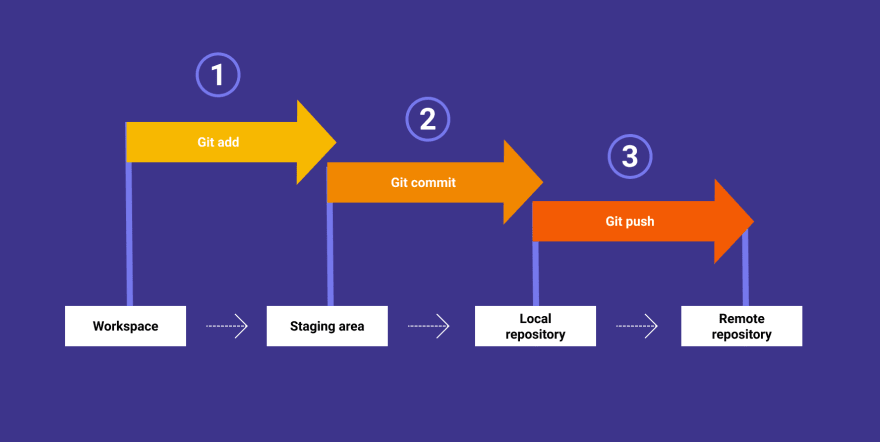 1
Git add
2
Git commit
3
Git push
Workspace
Staging area
Local
repository
Remote
repository